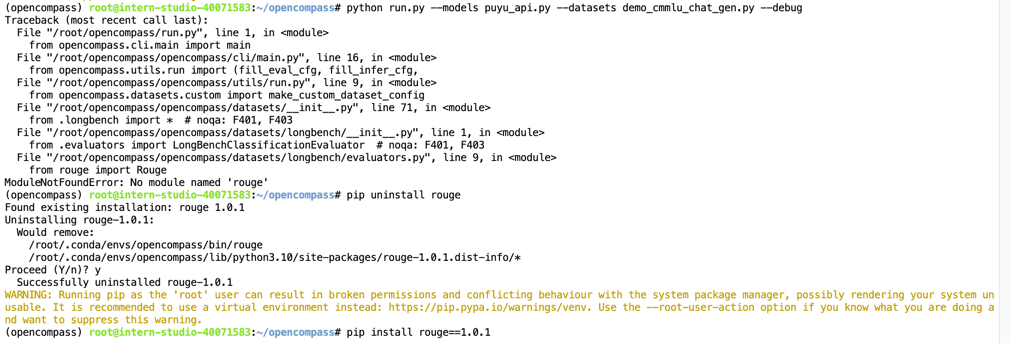 (opencompass) root@intern-studio-40071583:~/opencompass# python run.py --models puyu_api.py --datasets demo_cmmlu_chat_gen.py --debug
Traceback (most recent call last):
  File "/root/opencompass/run.py", line 1, in <module>
    from opencompass.cli.main import main
  File "/root/opencompass/opencompass/cli/main.py", line 16, in <module>
    from opencompass.utils.run import (fill_eval_cfg, fill_infer_cfg,
  File "/root/opencompass/opencompass/utils/run.py", line 9, in <module>
    from opencompass.datasets.custom import make_custom_dataset_config
  File "/root/opencompass/opencompass/datasets/__init__.py", line 71, in <module>
    from .longbench import *  # noqa: F401, F403
  File "/root/opencompass/opencompass/datasets/longbench/__init__.py", line 1, in <module>
    from .evaluators import LongBenchClassificationEvaluator  # noqa: F401, F403
  File "/root/opencompass/opencompass/datasets/longbench/evaluators.py", line 9, in <module>
    from rouge import Rouge
ModuleNotFoundError: No module named 'rouge'
(opencompass) root@intern-studio-40071583:~/opencompass# pip uninstall rouge
Found existing installation: rouge 1.0.1
Uninstalling rouge-1.0.1:
  Would remove:
    /root/.conda/envs/opencompass/bin/rouge
    /root/.conda/envs/opencompass/lib/python3.10/site-packages/rouge-1.0.1.dist-info/*
Proceed (Y/n)? y
  Successfully uninstalled rouge-1.0.1
WARNING: Running pip as the 'root' user can result in broken permissions and conflicting behaviour with the system package manager, possibly rendering your system un
usable. It is recommended to use a virtual environment instead: https://pip.pypa.io/warnings/venv. Use the --root-user-action option if you know what you are doing a
nd want to suppress this warning.
(opencompass) root@intern-studio-40071583:~/opencompass# pip install rouge==1.0.1